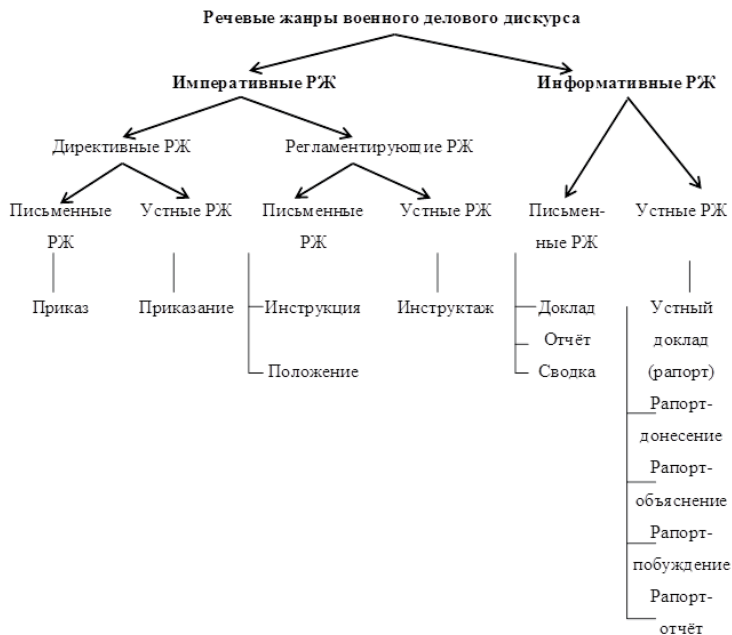 Речевые жанры военного делового дискурса
Императивные РЖ
Информативные РЖ
Директивные РЖ
Регламентирующие РЖ
Письменные
РЖ
Устные РЖ
Письменные
РЖ
Устные РЖ
Письмен-
ные РЖ
Устные РЖ
Приказ
Приказание
Инструкция
Положение
Инструктаж
Доклад
Отчёт
Сводка
Устный
доклад
(рапорт)
Рапорт-
донесение
Рапорт-
объяснение
Рапорт-
побуждение
Рапорт-
отчёт